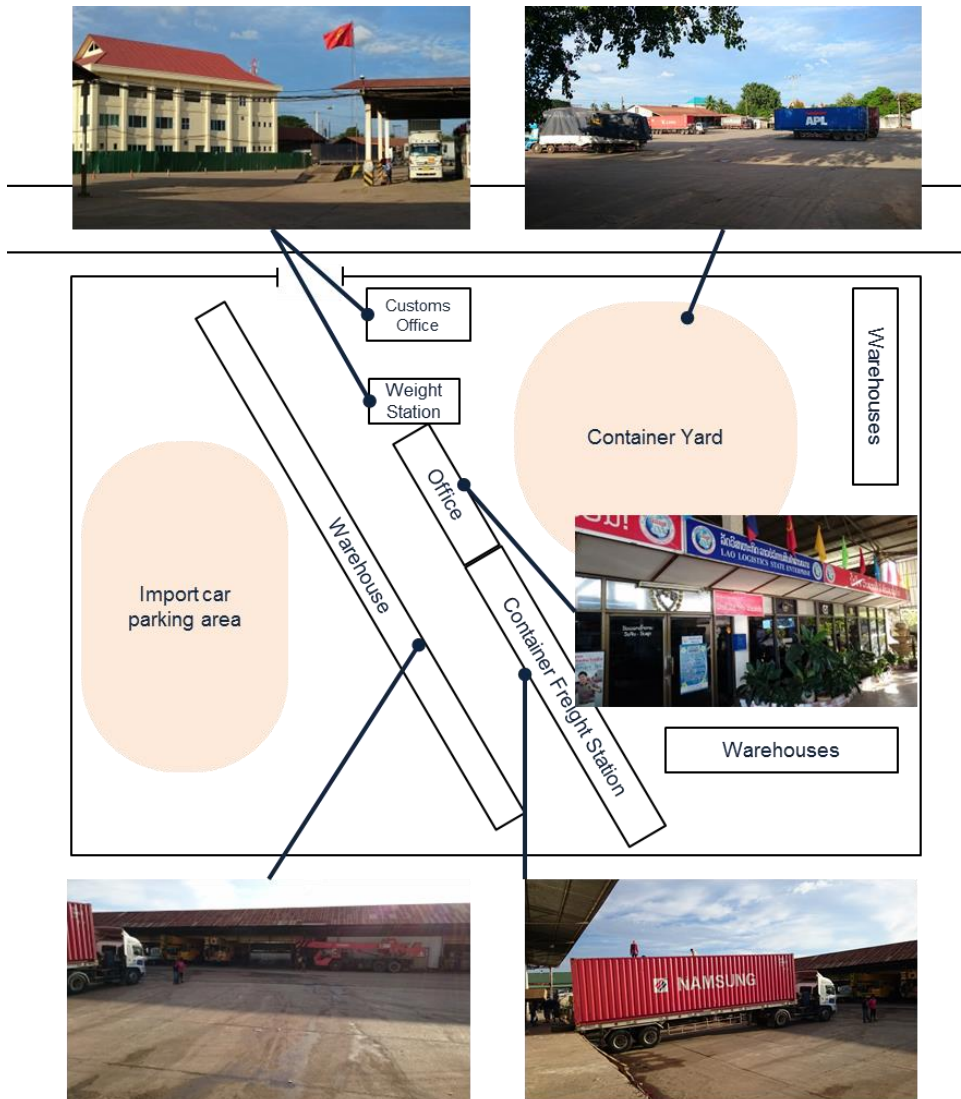 APL
Customs
Office
Weight
Station
Warehouses
Container Yard
Office
Warehouse
Import car
parking area
LAO LOGISTICS STATE ENTERPRISE
Container Freight Station
Warehouses
NAMSUNG